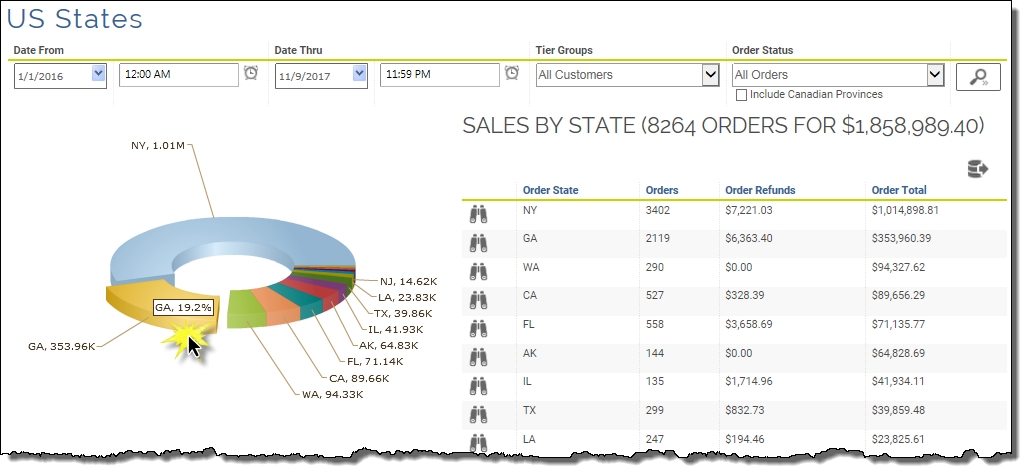 US States
Date From
Date Thru
Tier Groups
Order Status
1/1/2016
12:00 AM
11/9/2017
11:59 PM
All Customers
All Orders
Include Canadian Provinces
SALES BY STATE (8264 ORDERS FOR $1,858,989.40)
NY, 1.01M
NJ, 14.62K
LA, 23.83K
TX, 39.86K
IL, 41.93K
AK, 64.83K
FL, 71.14K
CA, 89.66K
WA, 94.33K
GA, 353.96K
GA, 19.2%
Order State Orders Order Refunds Order Total
NY 3402 $7,221.03 $1,014,898.81
GA 2119 $6,363.40 $353,960.39
WA 290 $0.00 $94,327.62
CA 527 $328.39 $89,656.29
FL 558 $3,658.69 $71,135.77
AK 144 $0.00 $64,828.69
IL 135 $1,714.96 $41,934.11
TX 299 $832.73 $39,859.48
LA 247 $194.46 $23,825.61